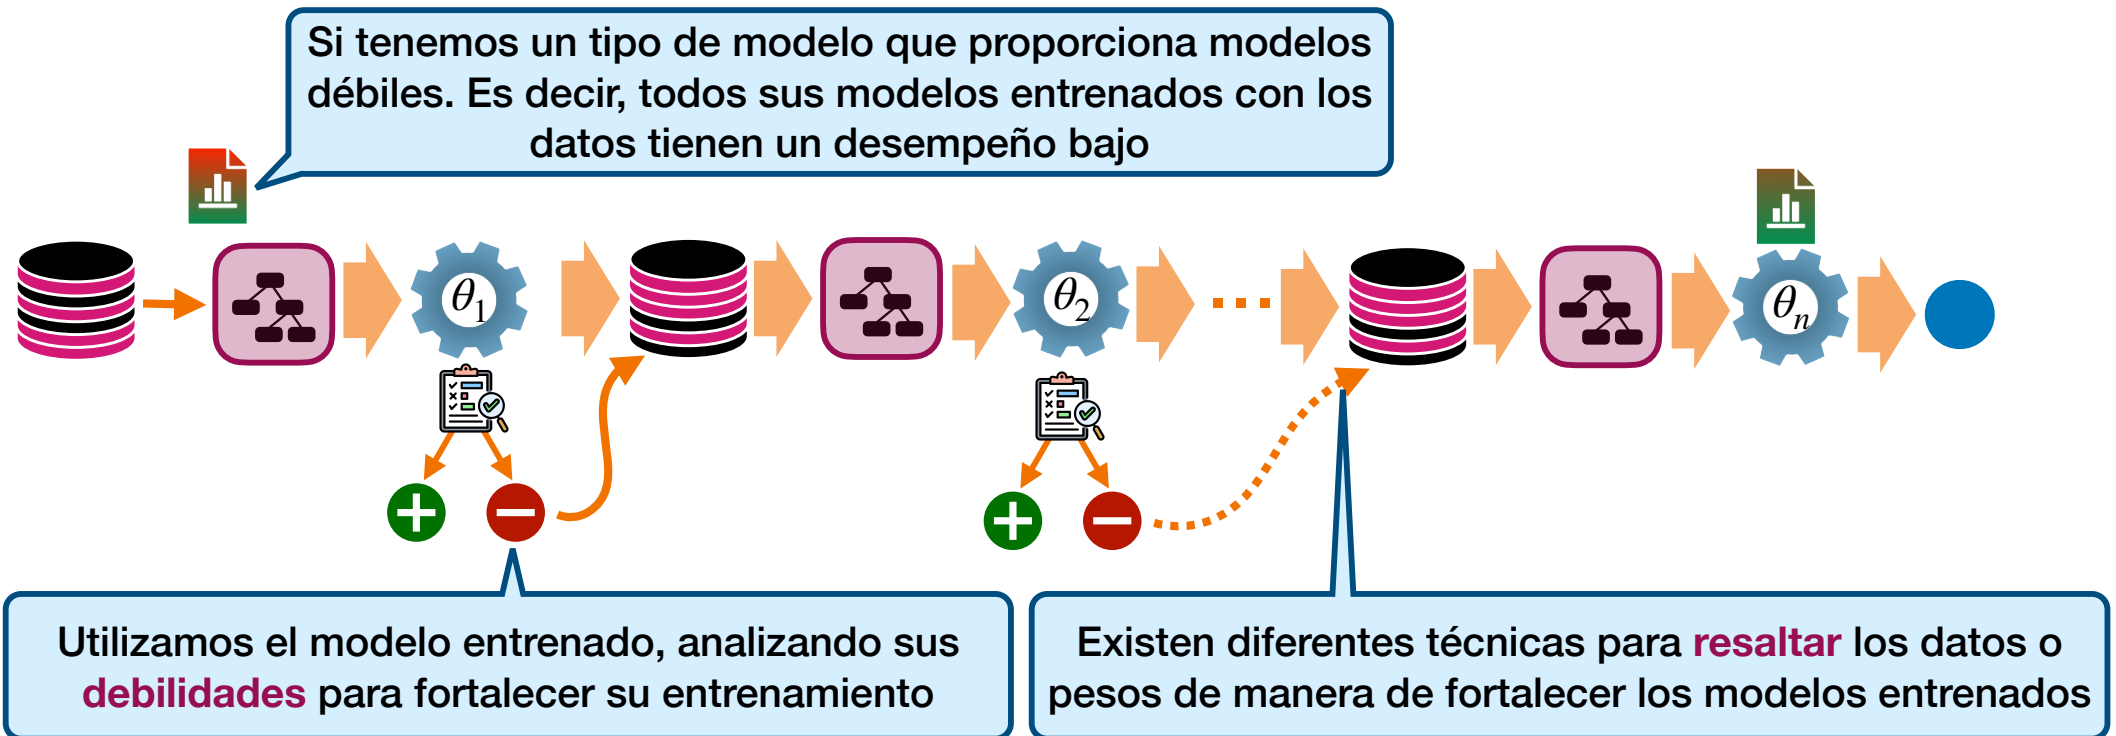 Si tenemos un tipo de modelo que proporciona modelos
débiles. Es decir, todos sus modelos entrenados con los
datos tienen un desempeño bajo
θ1
θ2
θn
Utilizamos el modelo entrenado, analizando sus
debilidades para fortalecer su entrenamiento
Existen diferentes técnicas para resaltar los datos o
pesos de manera de fortalecer los modelos entrenados